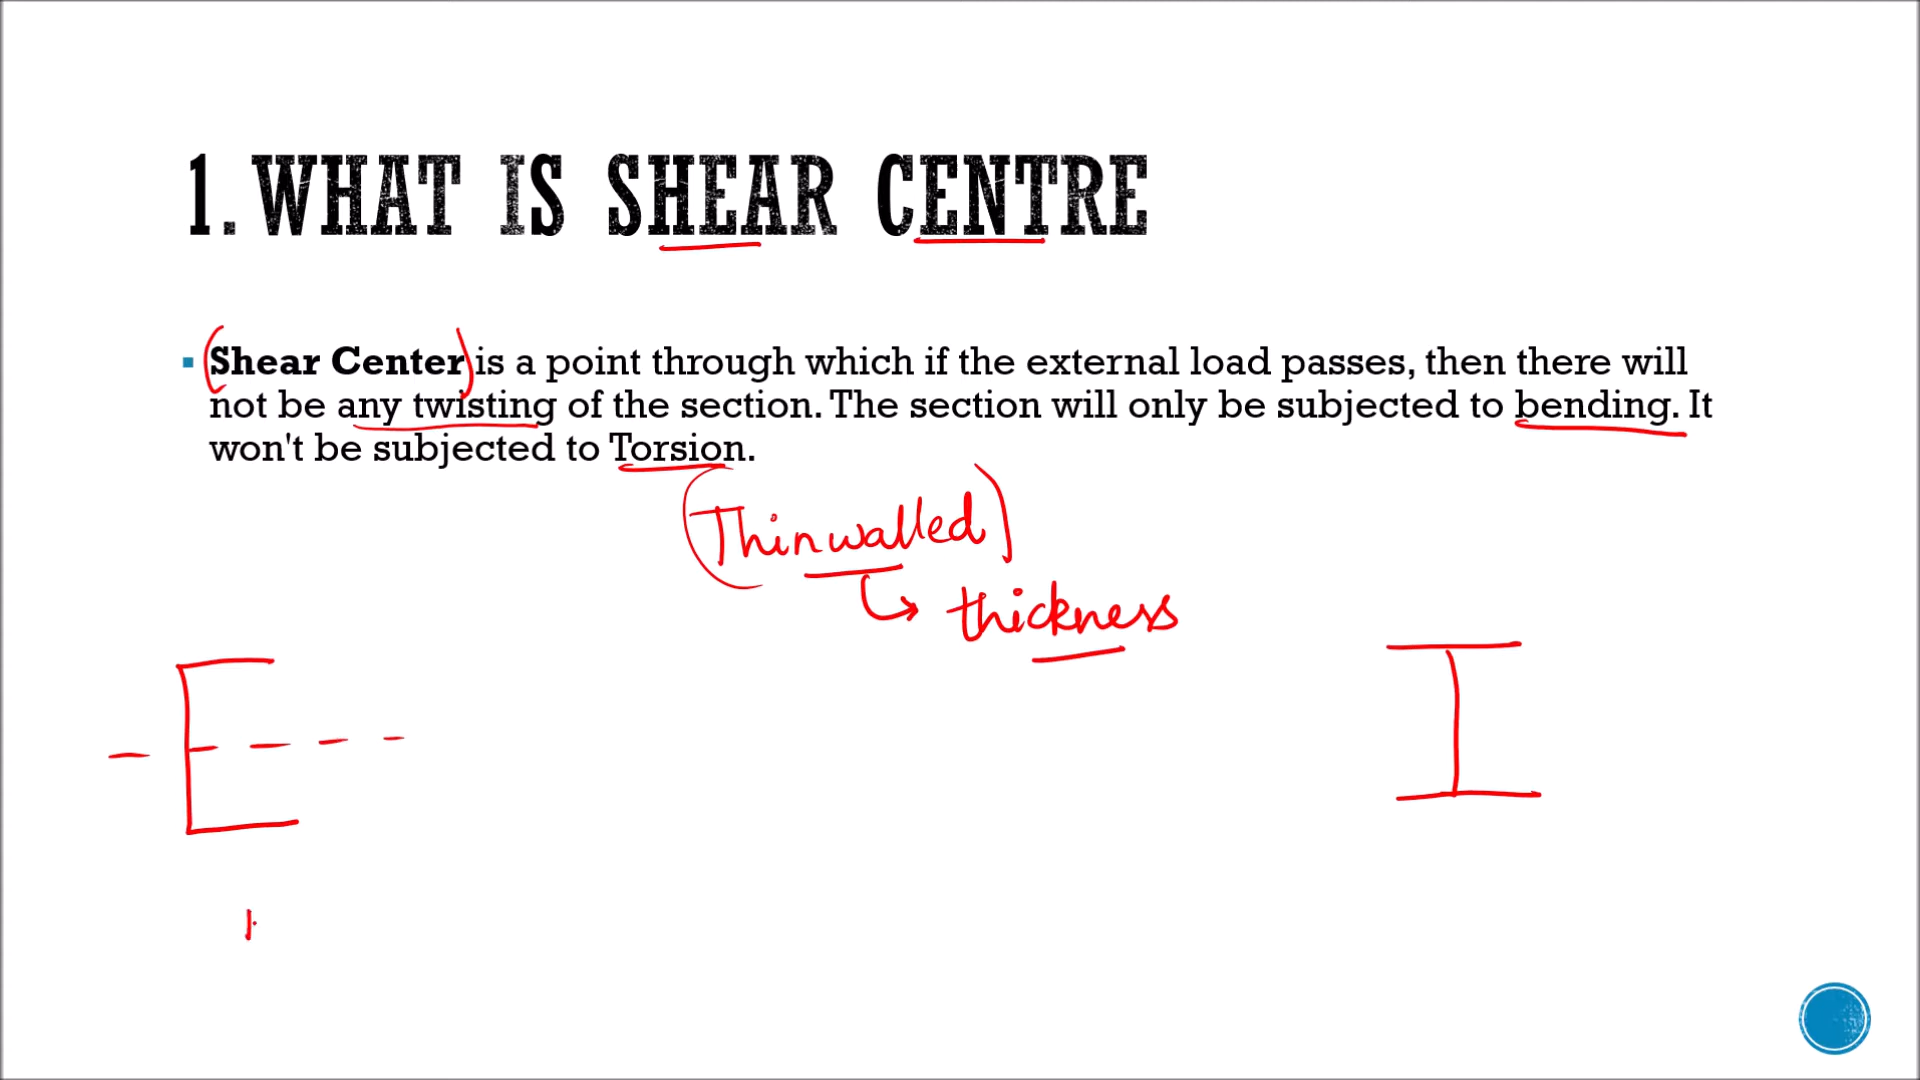 1. WHAT IS SHEAR CENTRE
Shear Center is a point through which if the external load passes, then there will
not be any twisting of the section. The section will only be subjected to bending. It
won't be subjected to Torsion.
(Thinwalled)
thickness